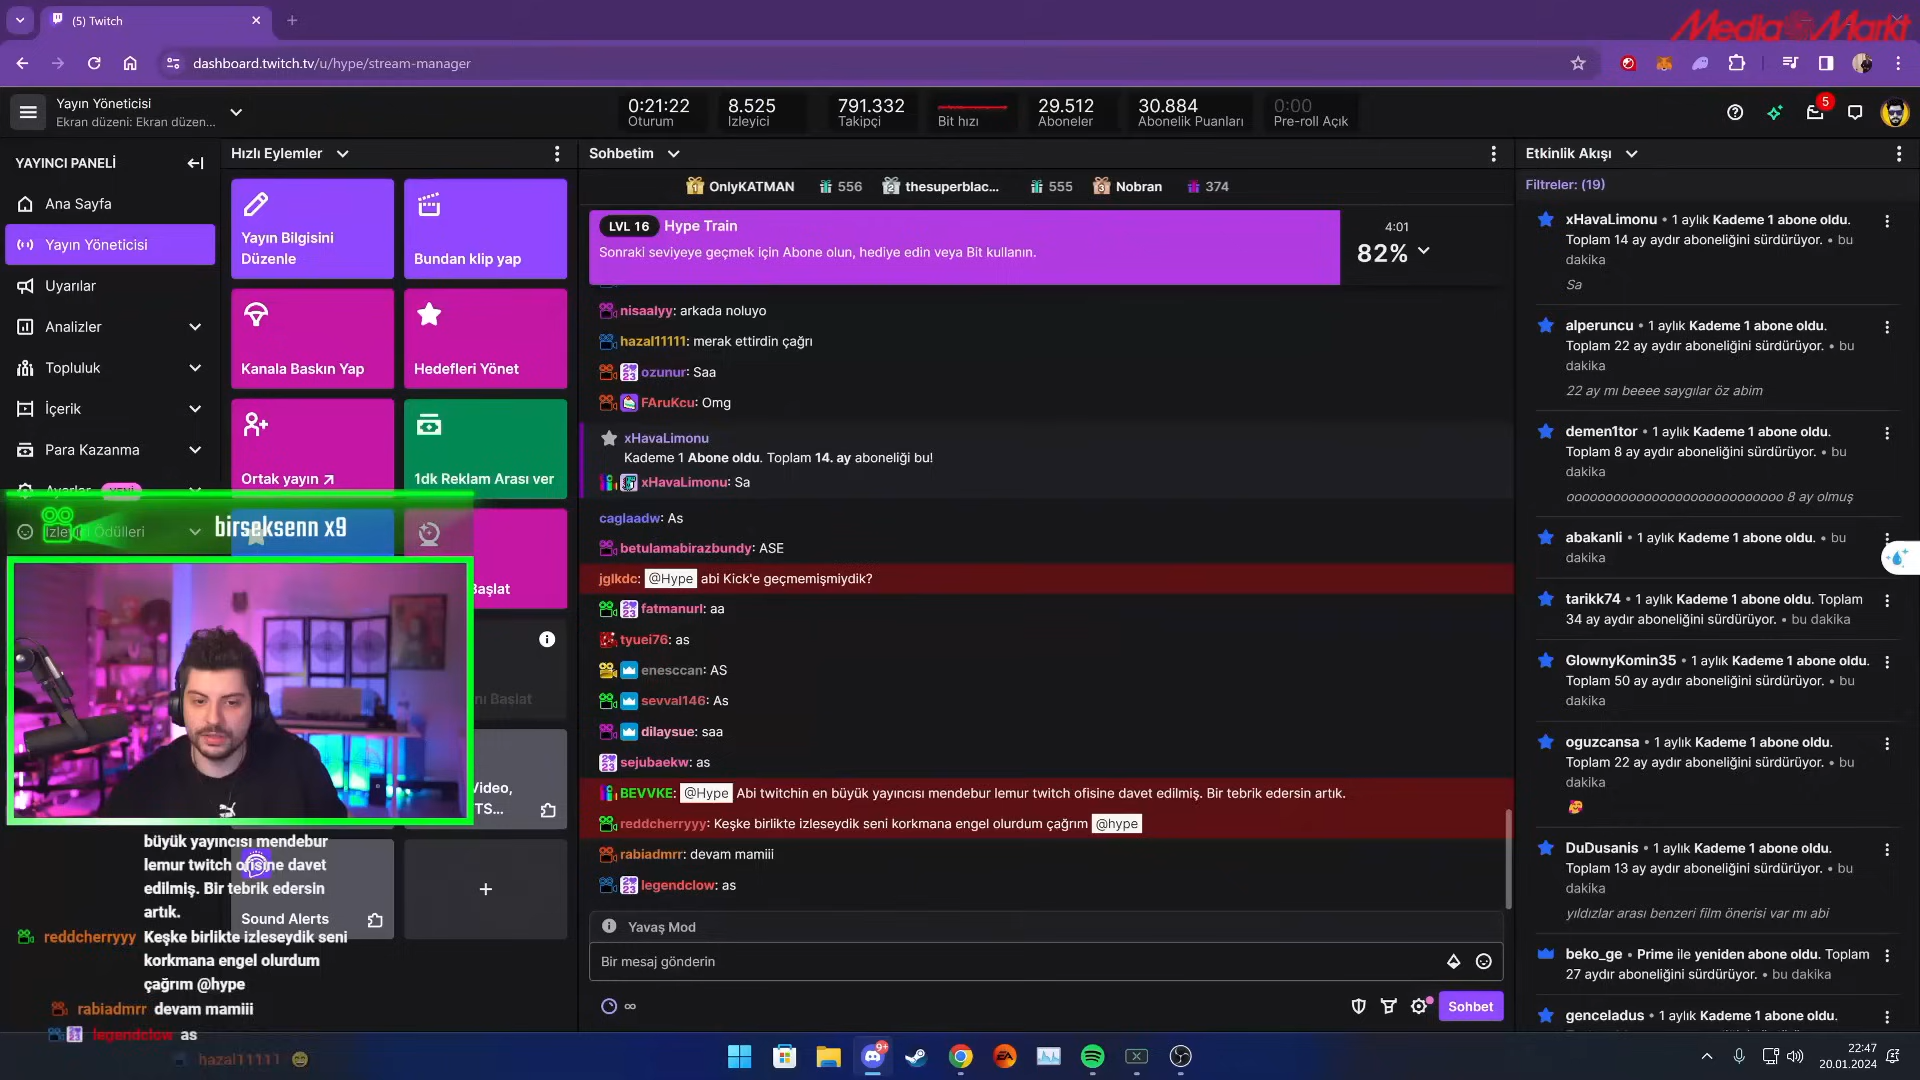 (5) Twitch
Media Markt
dashboard.twitch.tv/u/hype/stream-manager
Yayın Yöneticisi
Ekran düzeni: Ekran düzen...
0:21:22
Oturum
8.525
İzleyici
791.332
Takipçi
Bit hızı
29.512
Aboneler
30.884
Abonelik Puanları
0:00
Pre-roll Açık
5
YAYINCI PANELİ
Ana Sayfa
Yayın Yöneticisi
Uyarılar
Analizler
Topluluk
İçerik
Para Kazanma
Ayarlar YENİ
İzleyici Ödülleri
birseksenn x9
Hızlı Eylemler
Yayın Bilgisini
Düzenle
Bundan klip yap
Kanala Baskın Yap
Hedefleri Yönet
Ortak yayın
1dk Reklam Arası ver
Başlat
nı Başlat
Video,
TS...
Sound Alerts
büyük yayıncısı mendebur
lemur twitch ofisine davet
edilmiş. Bir tebrik edersin
artık.
reddcherryyy Keşke birlikte izleseydik seni
korkmana engel olurdum
çağrım @hype
rabiadmrr devam mamiii
legendclow as
hazal11111
Sohbetim
1 OnlyKATMAN 556 2 thesuperblac... 555 3 Nobran 374
LVL 16 Hype Train
Sonraki seviyeye geçmek için Abone olun, hediye edin veya Bit kullanın.
4:01
82%
nisaalyy: arkada noluyo
hazal11111: merak ettirdin çağrı
ozunur: Saa
FAruKcu: Omg
xHavaLimonu
Kademe 1 Abone oldu. Toplam 14. ay aboneliği bu!
xHavaLimonu: Sa
caglaadw: As
betulamabirazbundy: ASE
jglkdc: @Hype abi Kick'e geçmemişmiydik?
fatmanurl: aa
tyuei76: as
enesccan: AS
sevval146: As
dilaysue: saa
sejubaekw: as
BEVVKE: @Hype Abi twitchin en büyük yayıncısı mendebur lemur twitch ofisine davet edilmiş. Bir tebrik edersin artık.
reddcherryyy: Keşke birlikte izleseydik seni korkmana engel olurdum çağrım @hype
rabiadmrr: devam mamiii
legendclow: as
Yavaş Mod
Bir mesaj gönderin
Sohbet
Etkinlik Akışı
Filtreler: (19)
xHavaLimonu • 1 aylık Kademe 1 abone oldu.
Toplam 14 ay aydır aboneliğini sürdürüyor. • bu
dakika
Sa
alperuncu • 1 aylık Kademe 1 abone oldu.
Toplam 22 ay aydır aboneliğini sürdürüyor. • bu
dakika
22 ay mı beeee saygılar öz abim
demen1tor • 1 aylık Kademe 1 abone oldu.
Toplam 8 ay aydır aboneliğini sürdürüyor. • bu
dakika
oooooooooooooooooooooooooooo 8 ay olmuş
abakanli • 1 aylık Kademe 1 abone oldu. • bu
dakika
tarikk74 • 1 aylık Kademe 1 abone oldu. Toplam
34 ay aydır aboneliğini sürdürüyor. • bu dakika
GlownyKomin35 • 1 aylık Kademe 1 abone oldu.
Toplam 50 ay aydır aboneliğini sürdürüyor. • bu
dakika
oguzcansa • 1 aylık Kademe 1 abone oldu.
Toplam 22 ay aydır aboneliğini sürdürüyor. • bu
dakika
DuDusanis • 1 aylık Kademe 1 abone oldu.
Toplam 13 ay aydır aboneliğini sürdürüyor. • bu
dakika
yıldızlar arası benzeri film önerisi var mı abi
beko_ge • Prime ile yeniden abone oldu. Toplam
27 aydır aboneliğini sürdürüyor. • bu dakika
genceladus • 1 aylık Kademe 1 abone oldu.
9+
EA
22:47
20.01.2024